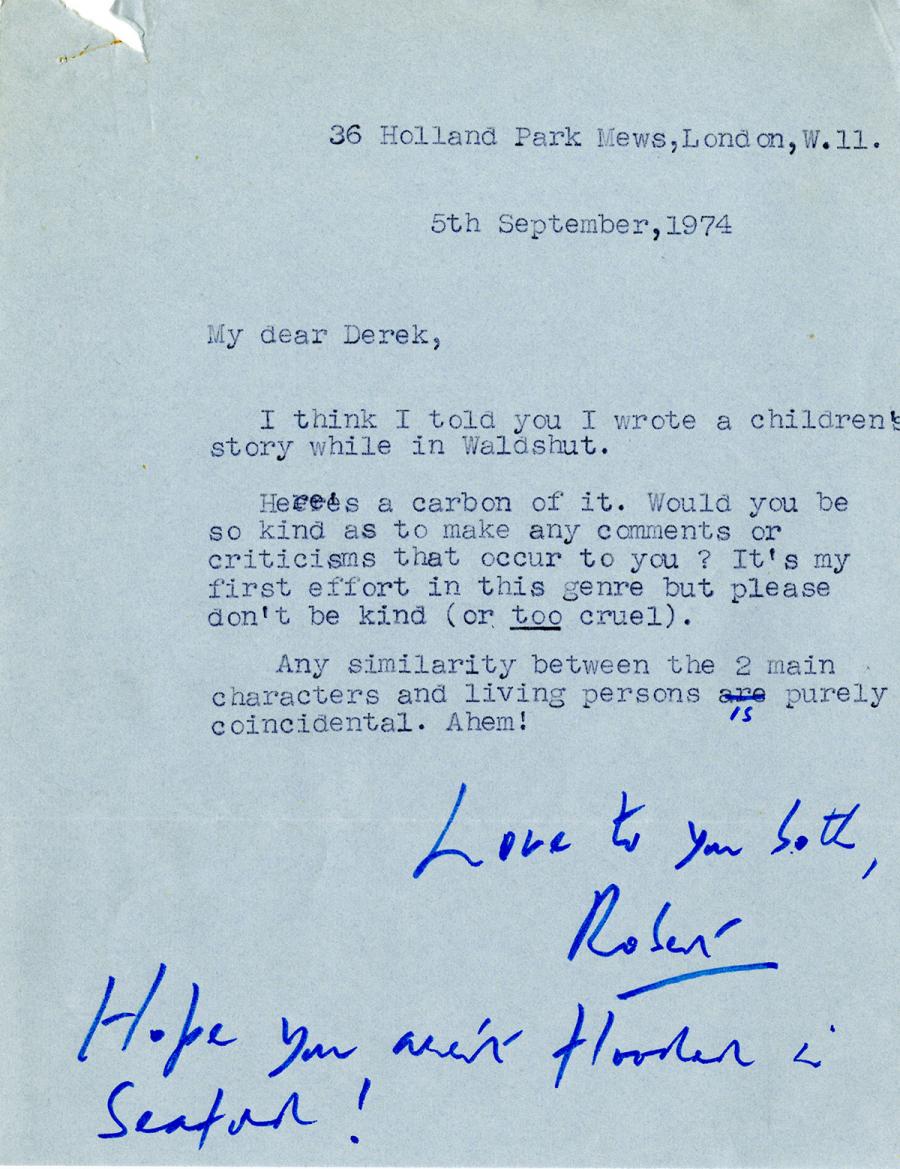 36 Holland Park Mews,London,W.11.
5th September,1974
My dear Derek,
I think I told you I wrote a children's
story while in Waldshut.
Here's a carbon of it. Would you be
so kind as to make any comments or
criticisms that occur to you ? It's my
first effort in this genre but please
don't be kind (or too cruel).
Any similarity between the 2 main
characters and living persons are purely
is
coincidental. Ahem!
Love to you both,
Robert
Hope you aren't flooded in
Seaford!